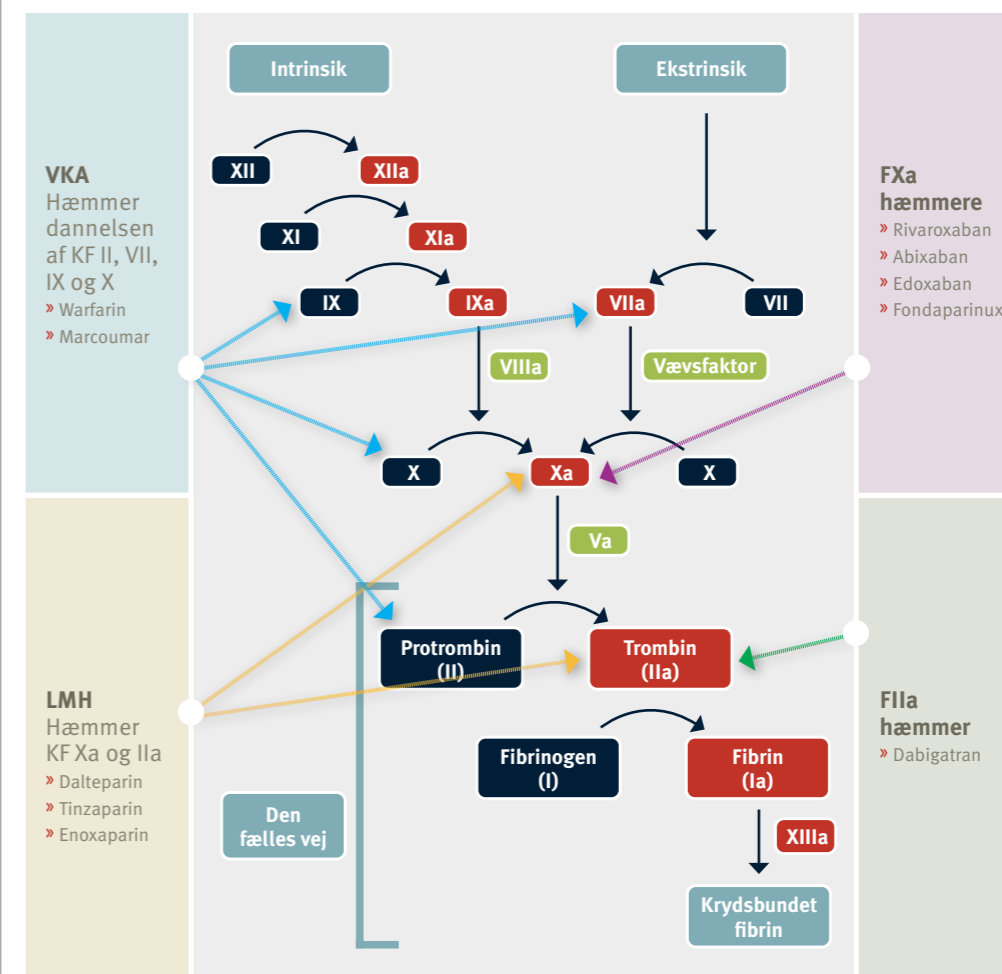 VKA
Hæmmer
dannelsen
af KF II, VII,
IX og X
» Warfarin
» Marcoumar
LMH
Hæmmer
KF Xa og IIa
» Dalteparin
» Tinzaparin
» Enoxaparin
Intrinsik
Ekstrinsik
XII
XIIa
XI
XIa
IX
IXa
VIIa
VII
VIIIa
Vævsfaktor
X
Xa
X
Va
Protrombin
(II)
Trombin
(IIa)
Fibrinogen
(I)
Fibrin
(Ia)
Den
fælles vej
XIIIa
Krydsbundet
fibrin
FXa
hæmmere
» Rivaroxaban
» Abixaban
» Edoxaban
» Fondaparinux
FIIa
hæmmer
» Dabigatran